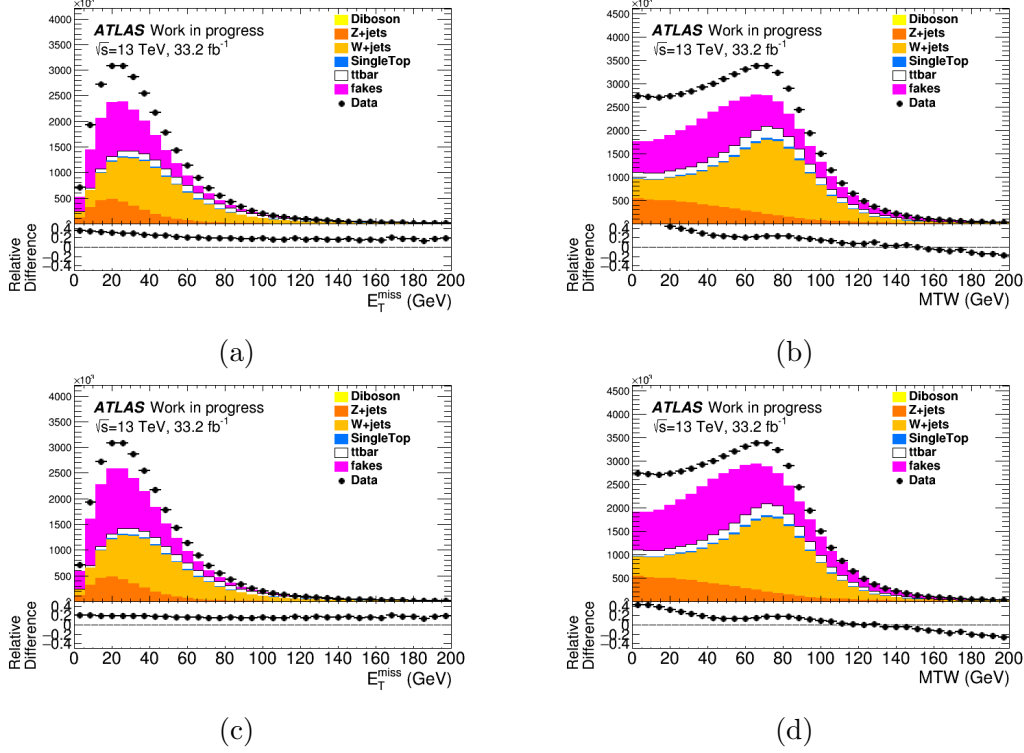 ×10³
4000
3500
3000
2500
2000
1500
1000
500
ATLAS Work in progress
√s=13 TeV, 33.2 fb⁻¹
Diboson
Z+jets
W+jets
SingleTop
ttbar
fakes
Data
0.4
0.2
0
−0.2
−0.4
Relative
Difference
0 20 40 60 80 100 120 140 160 180 200
E_T^miss (GeV)
(a)
×10³
4500
4000
3500
3000
2500
2000
1500
1000
500
ATLAS Work in progress
√s=13 TeV, 33.2 fb⁻¹
Diboson
Z+jets
W+jets
SingleTop
ttbar
fakes
Data
0.4
0.2
0
−0.2
−0.4
Relative
Difference
0 20 40 60 80 100 120 140 160 180 200
MTW (GeV)
(b)
×10³
4000
3500
3000
2500
2000
1500
1000
500
ATLAS Work in progress
√s=13 TeV, 33.2 fb⁻¹
Diboson
Z+jets
W+jets
SingleTop
ttbar
fakes
Data
0.4
0.2
0
−0.2
−0.4
Relative
Difference
0 20 40 60 80 100 120 140 160 180 200
E_T^miss (GeV)
(c)
×10³
4500
4000
3500
3000
2500
2000
1500
1000
500
ATLAS Work in progress
√s=13 TeV, 33.2 fb⁻¹
Diboson
Z+jets
W+jets
SingleTop
ttbar
fakes
Data
0.4
0.2
0
−0.2
−0.4
Relative
Difference
0 20 40 60 80 100 120 140 160 180 200
MTW (GeV)
(d)